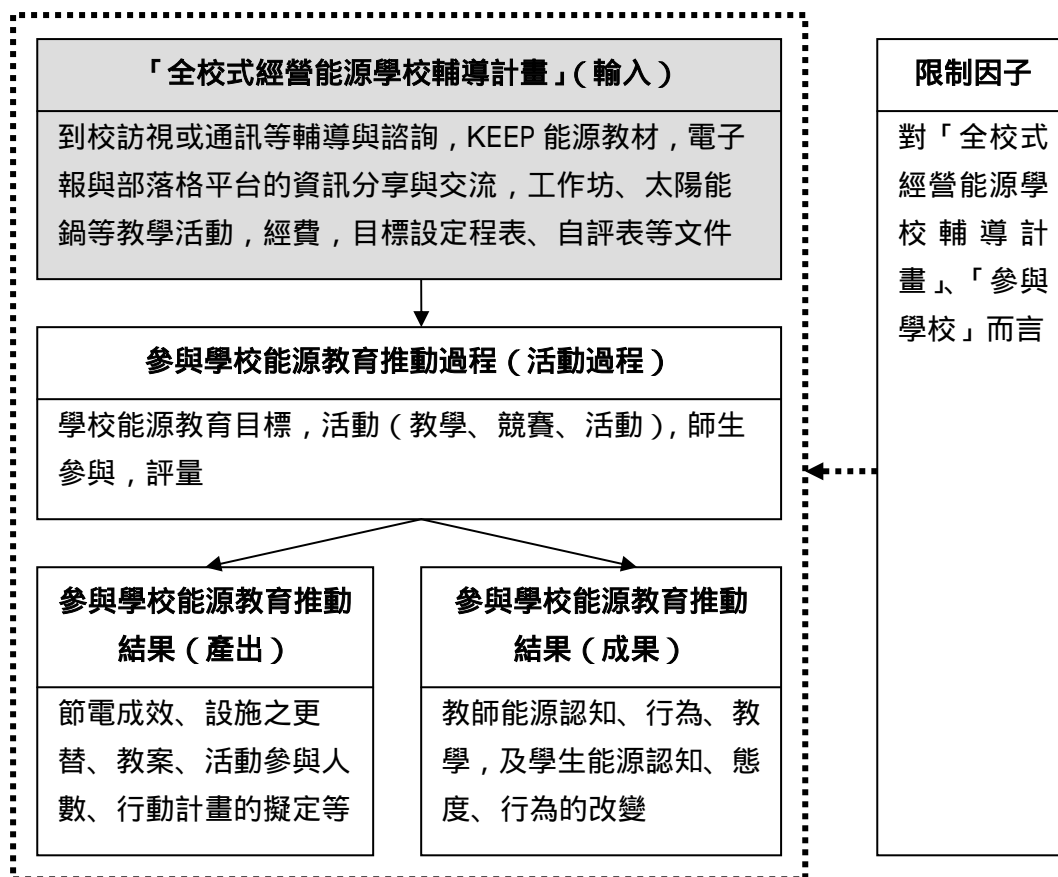 「全校式經營能源學校輔導計畫」（輸入）
到校訪視或通訊等輔導與諮詢，KEEP 能源教材，電子
報與部落格平台的資訊分享與交流，工作坊、太陽能
鍋等教學活動，經費，目標設定程表、自評表等文件
參與學校能源教育推動過程（活動過程）
學校能源教育目標，活動（教學、競賽、活動），師生
參與，評量
參與學校能源教育推動
結果（產出）
節電成效、設施之更
替、教案、活動參與人
數、行動計畫的擬定等
參與學校能源教育推動
結果（成果）
教師能源認知、行為、教
學，及學生能源認知、態
度、行為的改變
限制因子
對「全校式
經營能源學
校輔導計
畫」、「參與
學校」而言